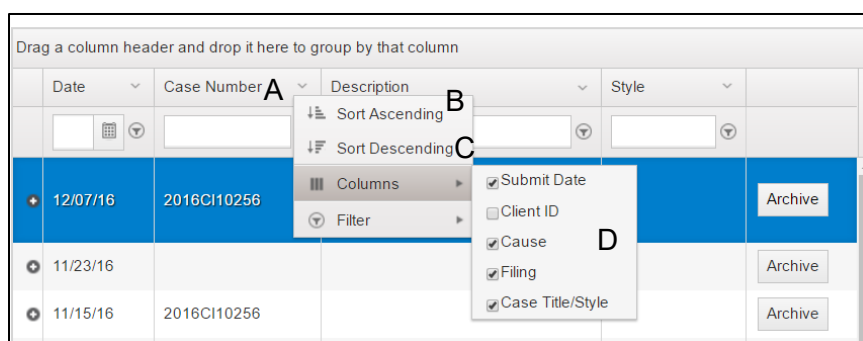 Drag a column header and drop it here to group by that column
Date Case Number A Description Style
Sort Ascending B
Sort Descending C
Columns Submit Date
12/07/16 2016CI10256 Archive
Client ID
Filter
Cause D
11/23/16 Filing Archive
Case Title/Style
11/15/16 2016CI10256 Archive